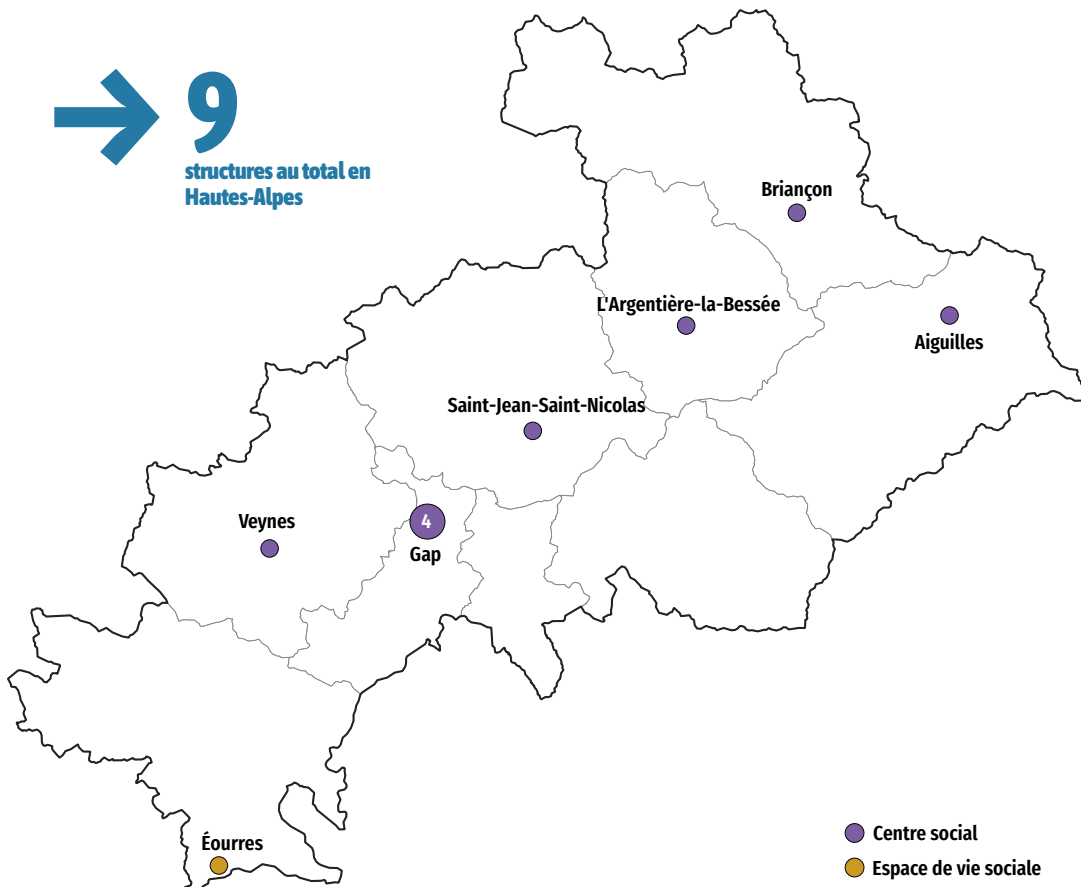 9
structures au total en
Hautes-Alpes
Briançon
L'Argentière-la-Bessée
Aiguilles
Saint-Jean-Saint-Nicolas
Veynes
4
Gap
Éourres
Centre social
Espace de vie sociale